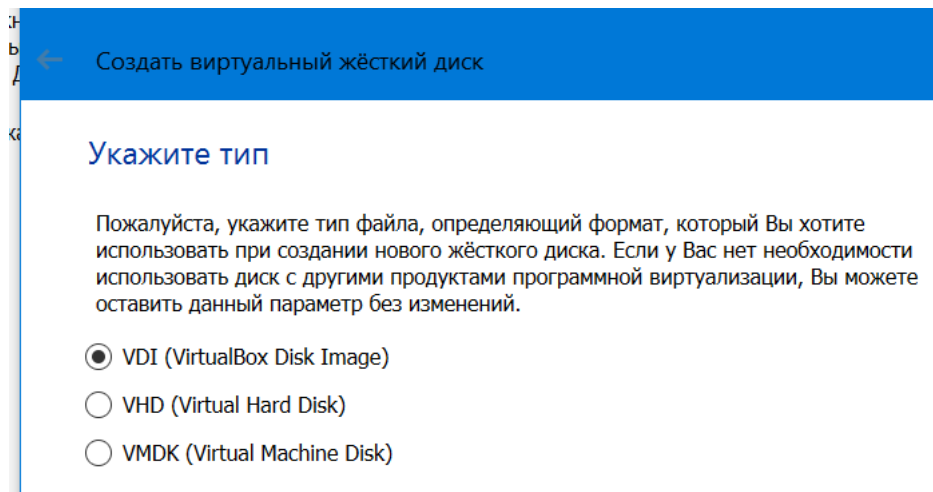 Создать виртуальный жёсткий диск
Укажите тип
Пожалуйста, укажите тип файла, определяющий формат, который Вы хотите
использовать при создании нового жёсткого диска. Если у Вас нет необходимости
использовать диск с другими продуктами программной виртуализации, Вы можете
оставить данный параметр без изменений.
VDI (VirtualBox Disk Image)
VHD (Virtual Hard Disk)
VMDK (Virtual Machine Disk)